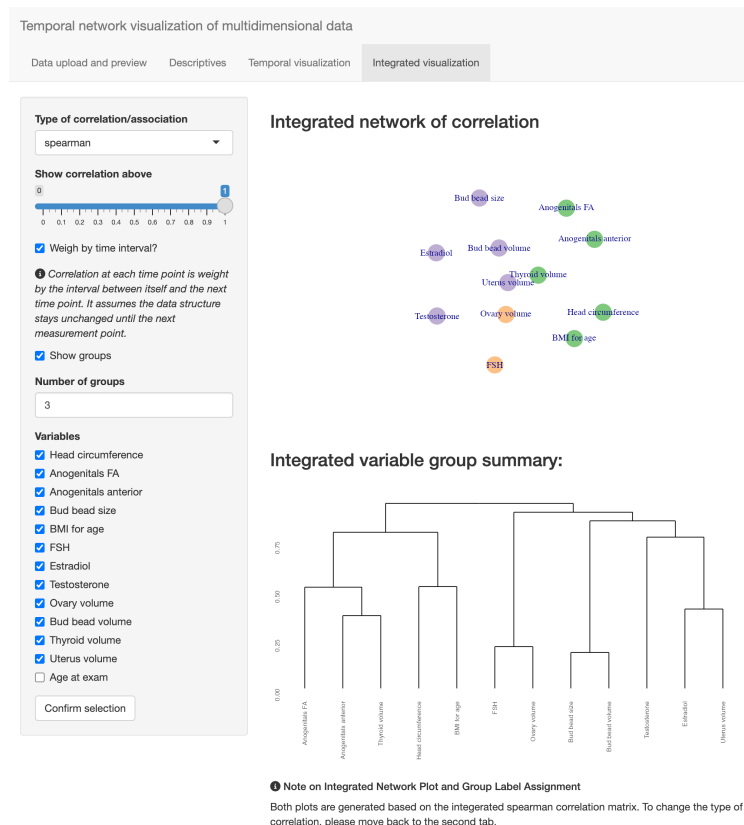 Temporal network visualization of multidimensional data
Data upload and preview Descriptives Temporal visualization Integrated visualization
Type of correlation/association
spearman
Show correlation above
0 1
0 0.1 0.2 0.3 0.4 0.5 0.6 0.7 0.8 0.9 1
Weigh by time interval?
Correlation at each time point is weight
by the interval between itself and the next
time point. It assumes the data structure
stays unchanged until the next
measurement point.
Show groups
Number of groups
3
Variables
Head circumference
Anogenitals FA
Anogenitals anterior
Bud bead size
BMI for age
FSH
Estradiol
Testosterone
Ovary volume
Bud bead volume
Thyroid volume
Uterus volume
Age at exam
Confirm selection
Integrated network of correlation
Bud bead size
Anogenitals FA
Anogenitals anterior
Bud bead volume
Estradiol
Thyroid volume
Uterus volume
Testosterone
Ovary volume
Head circumference
BMI for age
FSH
Integrated variable group summary:
0.75
0.50
0.25
0.00
Anogenitals FA
Anogenitals anterior
Thyroid volume
Head circumference
BMI for age
FSH
Ovary volume
Bud bead size
Bud bead volume
Testosterone
Estradiol
Uterus volume
Note on Integrated Network Plot and Group Label Assignment
Both plots are generated based on the integerated spearman correlation matrix. To change the type of
correlation, please move back to the second tab.